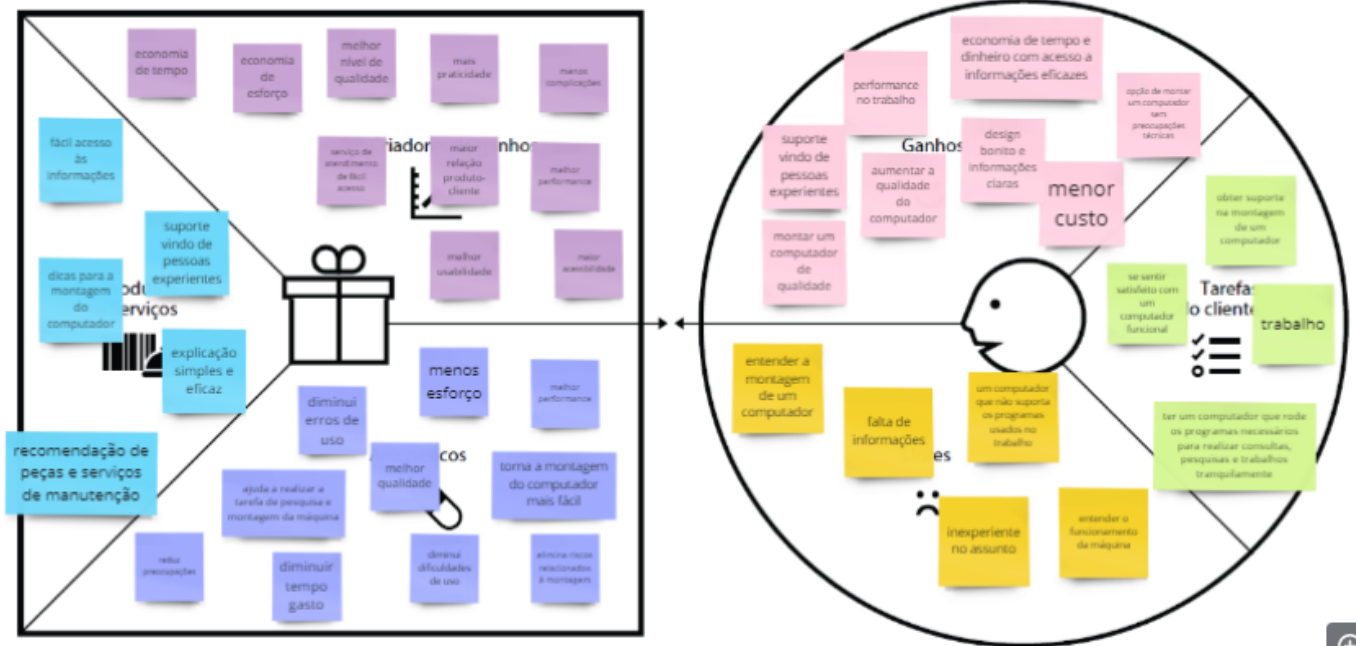 economia
de tempo
economia
de
esforço
melhor
nível de
qualidade
mais
praticidade
menos
complicações
serviço de
atendimento
de fácil
acesso
maior
relação
produto-
cliente
melhor
performance
melhor
usabilidade
maior
acessibilidade
fácil acesso
às
informações
suporte
vindo de
pessoas
experientes
dicas para a
montagem
do
computador
explicação
simples e
eficaz
recomendação de
peças e serviços
de manutenção
menos
esforço
melhor
performance
diminui
erros de
uso
melhor
qualidade
torna a montagem
do computador
mais fácil
ajuda a realizar a
tarefa de pesquisa e
montagem da máquina
reduz
preocupações
diminuir
tempo
gasto
diminui
dificuldades
de uso
elimina riscos
relacionados
à montagem
economia de tempo e
dinheiro com acesso a
informações eficazes
performance
no trabalho
opção de montar
um computador
sem
preocupações
técnicas
suporte
vindo de
pessoas
experientes
Ganhos
aumentar a
qualidade
do
computador
design
bonito e
informações
claras
menor
custo
montar um
computador
de
qualidade
obter suporte
na montagem
de um
computador
se sentir
satisfeito com
um
computador
funcional
Tarefas
do cliente
trabalho
ter um computador que rode
os programas necessários
para realizar consultas,
pesquisas e trabalhos
tranquilamente
entender a
montagem
de um
computador
falta de
informações
um computador
que não suporta
os programas
usados no
trabalho
inexperiente
no assunto
entender o
funcionamento
da máquina